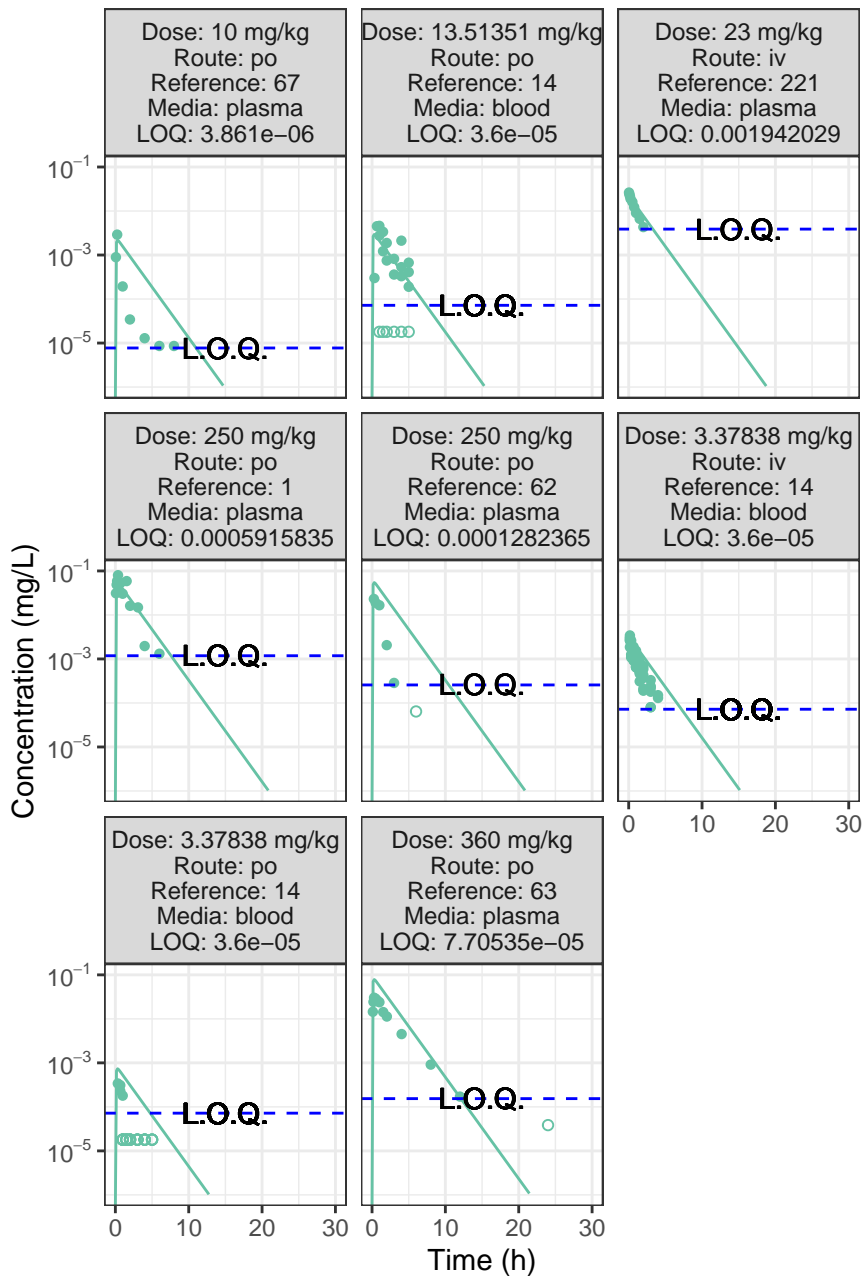 Dose: 10 mg/kg
Route: po
Reference: 67
Media: plasma
LOQ: 3.861e−06
Dose: 13.51351 mg/kg
Route: po
Reference: 14
Media: blood
LOQ: 3.6e−05
Dose: 23 mg/kg
Route: iv
Reference: 221
Media: plasma
LOQ: 0.001942029
10−1
10−3
10−5
L.O.Q.
L.O.Q.
L.O.Q.
Dose: 250 mg/kg
Route: po
Reference: 1
Media: plasma
LOQ: 0.0005915835
Dose: 250 mg/kg
Route: po
Reference: 62
Media: plasma
LOQ: 0.0001282365
Dose: 3.37838 mg/kg
Route: iv
Reference: 14
Media: blood
LOQ: 3.6e−05
Concentration (mg/L)
10−1
10−3
10−5
L.O.Q.
L.O.Q.
L.O.Q.
0 10 20 30
Dose: 3.37838 mg/kg
Route: po
Reference: 14
Media: blood
LOQ: 3.6e−05
Dose: 360 mg/kg
Route: po
Reference: 63
Media: plasma
LOQ: 7.70535e−05
10−1
10−3
10−5
L.O.Q.
L.O.Q.
0 10 20 30
0 10 20 30
Time (h)